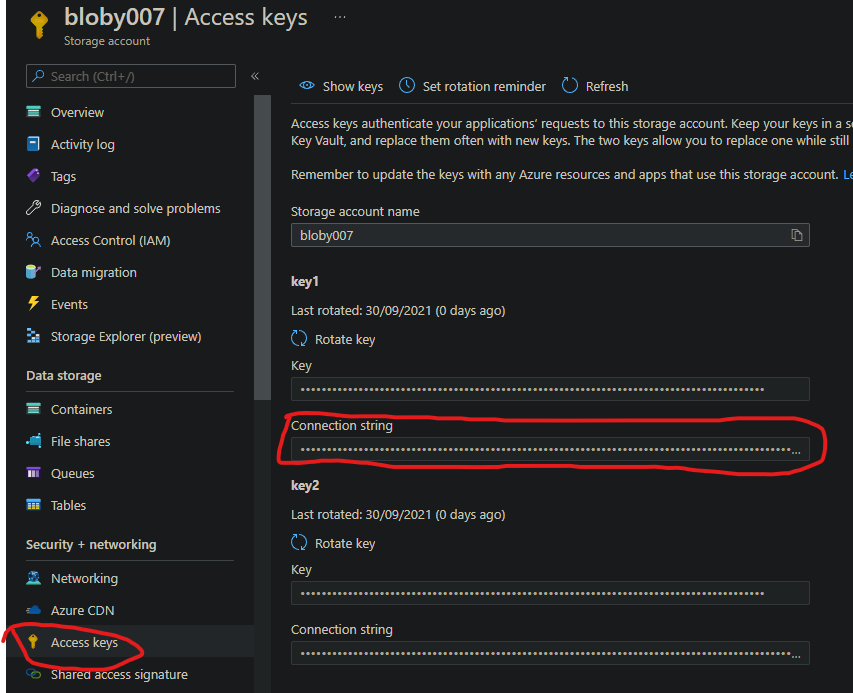 bloby007 | Access keys ...
Storage account
Search (Ctrl+/)
«
Overview
Activity log
Tags
Diagnose and solve problems
Access Control (IAM)
Data migration
Events
Storage Explorer (preview)
Data storage
Containers
File shares
Queues
Tables
Security + networking
Networking
Azure CDN
Access keys
Shared access signature
Show keys
Set rotation reminder
Refresh
Access keys authenticate your applications' requests to this storage account. Keep your keys in a s
Key Vault, and replace them often with new keys. The two keys allow you to replace one while still
Remember to update the keys with any Azure resources and apps that use this storage account. Le
Storage account name
bloby007
key1
Last rotated: 30/09/2021 (0 days ago)
Rotate key
Key
Connection string
key2
Last rotated: 30/09/2021 (0 days ago)
Rotate key
Key
Connection string